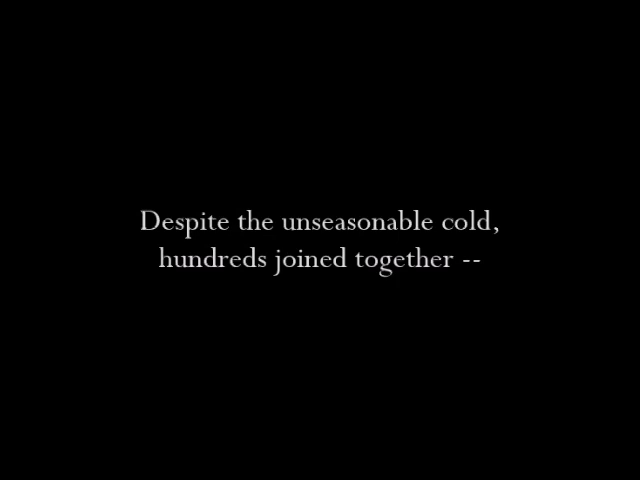 Despite the unseasonable cold,
hundreds joined together --